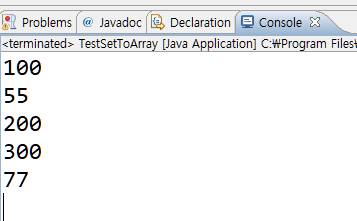 Problems @ Javadoc Declaration Console
<terminated> TestSetToArray [Java Application] C:₩Program Files₩
100
55
200
300
77